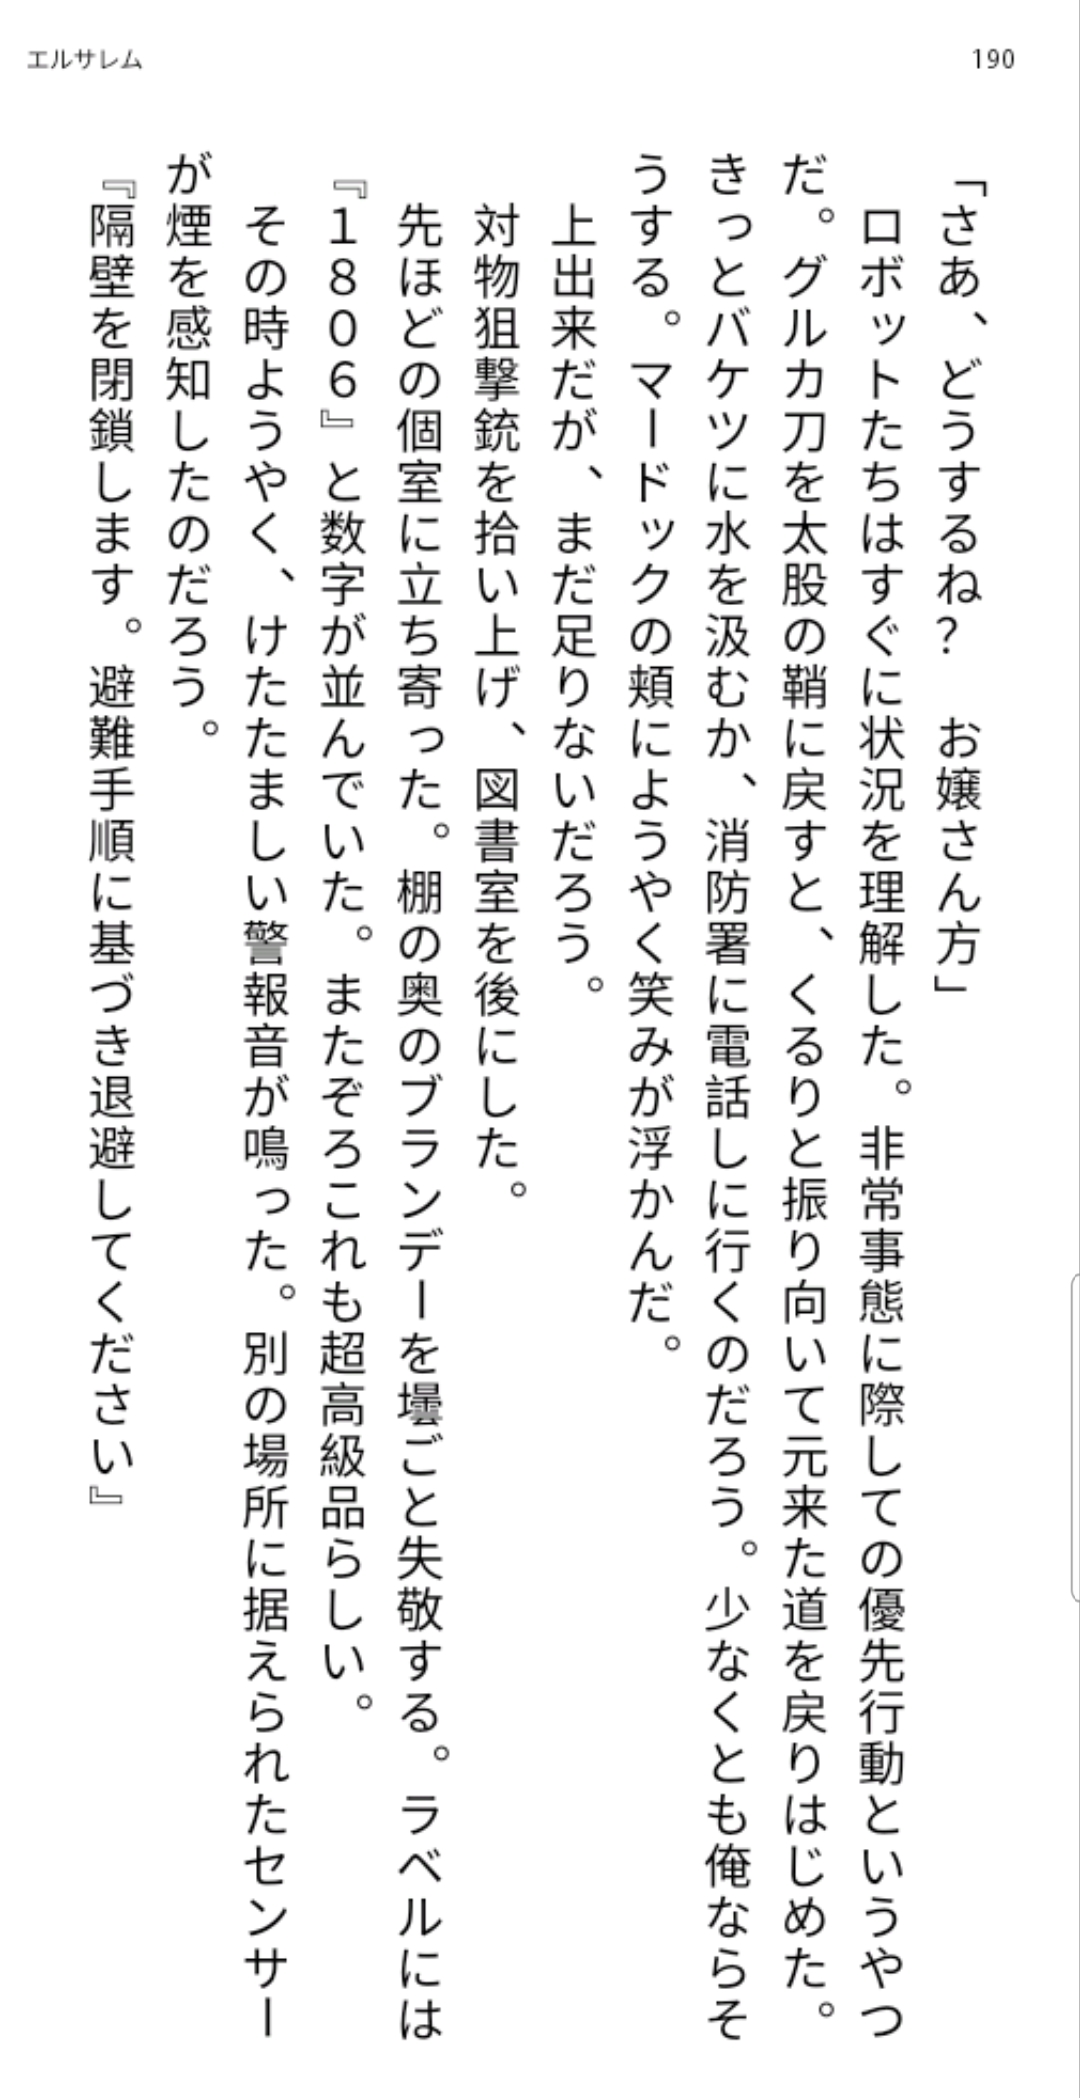 エルサレム
190
「さあ、どうするね？　お嬢さん方」
　ロボットたちはすぐに状況を理解した。非常事態に際しての優先行動というやつ
だ。グルカ刀を太股の鞘に戻すと、くるりと振り向いて元来た道を戻りはじめた。
きっとバケツに水を汲むか、消防署に電話しに行くのだろう。少なくとも俺ならそ
うする。マードックの頬にようやく笑みが浮かんだ。
　上出来だが、まだ足りないだろう。
　対物狙撃銃を拾い上げ、図書室を後にした。
　先ほどの個室に立ち寄った。棚の奥のブランデーを壜ごと失敬する。ラベルには
『１８０６』と数字が並んでいた。またぞろこれも超高級品らしい。
　その時ようやく、けたたましい警報音が鳴った。別の場所に据えられたセンサー
が煙を感知したのだろう。
『隔壁を閉鎖します。避難手順に基づき退避してください』